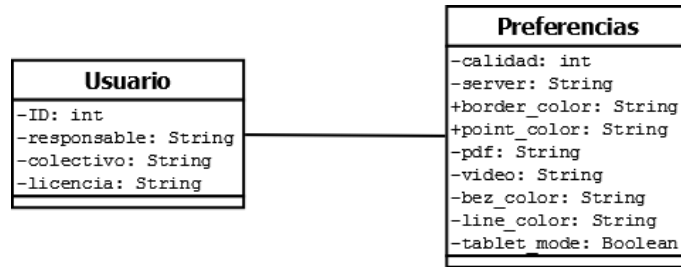 Usuario
-ID: int
-responsable: String
-colectivo: String
-licencia: String
Preferencias
-calidad: int
-server: String
+border_color: String
+point_color: String
-pdf: String
-video: String
-bez_color: String
-line_color: String
-tablet_mode: Boolean